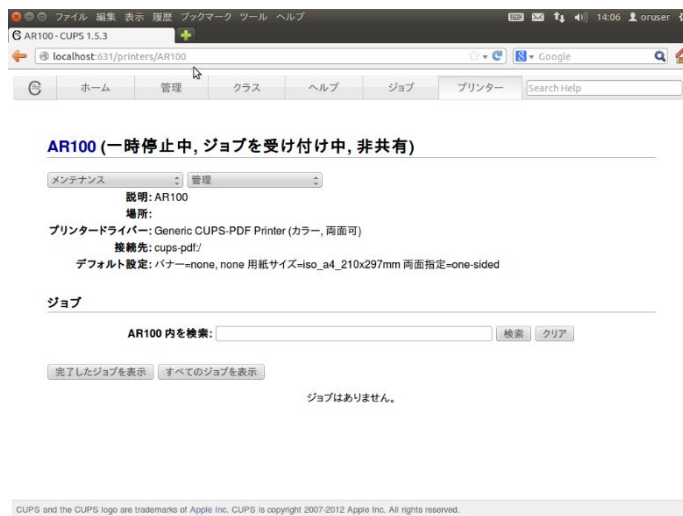 ファイル 編集 表示 履歴 ブックマーク ツール ヘルプ 14:06 oruser
AR100 - CUPS 1.5.3
localhost:631/printers/AR100 Google
ホーム 管理 クラス ヘルプ ジョブ プリンター Search Help
AR100 (一時停止中, ジョブを受け付け中, 非共有)
メンテナンス 管理
説明: AR100
場所:
プリンタードライバー: Generic CUPS-PDF Printer (カラー, 両面可)
接続先: cups-pdf:/
デフォルト設定: バナー=none, none 用紙サイズ=iso_a4_210x297mm 両面指定=one-sided
ジョブ
AR100 内を検索: 検索 クリア
完了したジョブを表示 すべてのジョブを表示
ジョブはありません。
CUPS and the CUPS logo are trademarks of Apple Inc. CUPS is copyright 2007-2012 Apple Inc. All rights reserved.